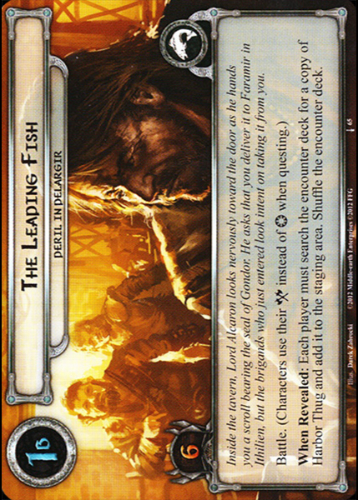 1B
THE LEAPING FISH
PERIL IN PELARGIR
6
Inside the tavern, Lord Alcaron looks nervously toward the door as he hands
you a scroll bearing the seal of Gondor. He asks that you deliver it to Faramir in
Ithilien, but the brigands who just entered look intent on taking it from you.
Battle. (Characters use their instead of when questing.)
When Revealed: Each player must search the encounter deck for a copy of
Harbor Thug and add it to the staging area. Shuffle the encounter deck.
Illus. Darek Zabrocki ©2012 Middle-earth Enterprises ©2012 FFG 65